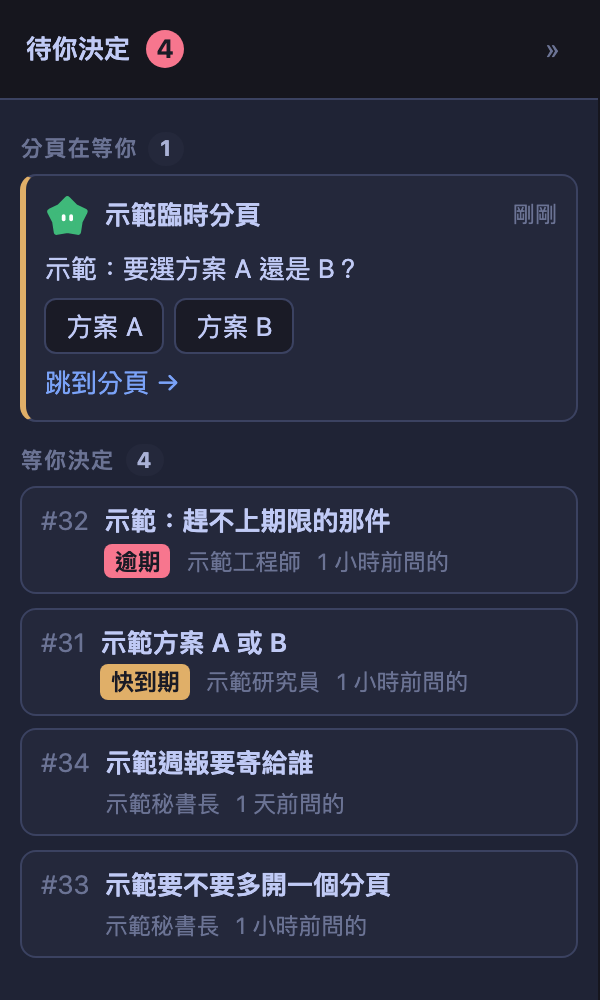 待你決定 4 »
分頁在等你 1
示範臨時分頁 剛剛
示範：要選方案 A 還是 B？
方案 A 方案 B
跳到分頁 →
等你決定 4
#32 示範：趕不上期限的那件
逾期 示範工程師 1 小時前問的
#31 示範方案 A 或 B
快到期 示範研究員 1 小時前問的
#34 示範週報要寄給誰
示範秘書長 1 天前問的
#33 示範要不要多開一個分頁
示範秘書長 1 小時前問的